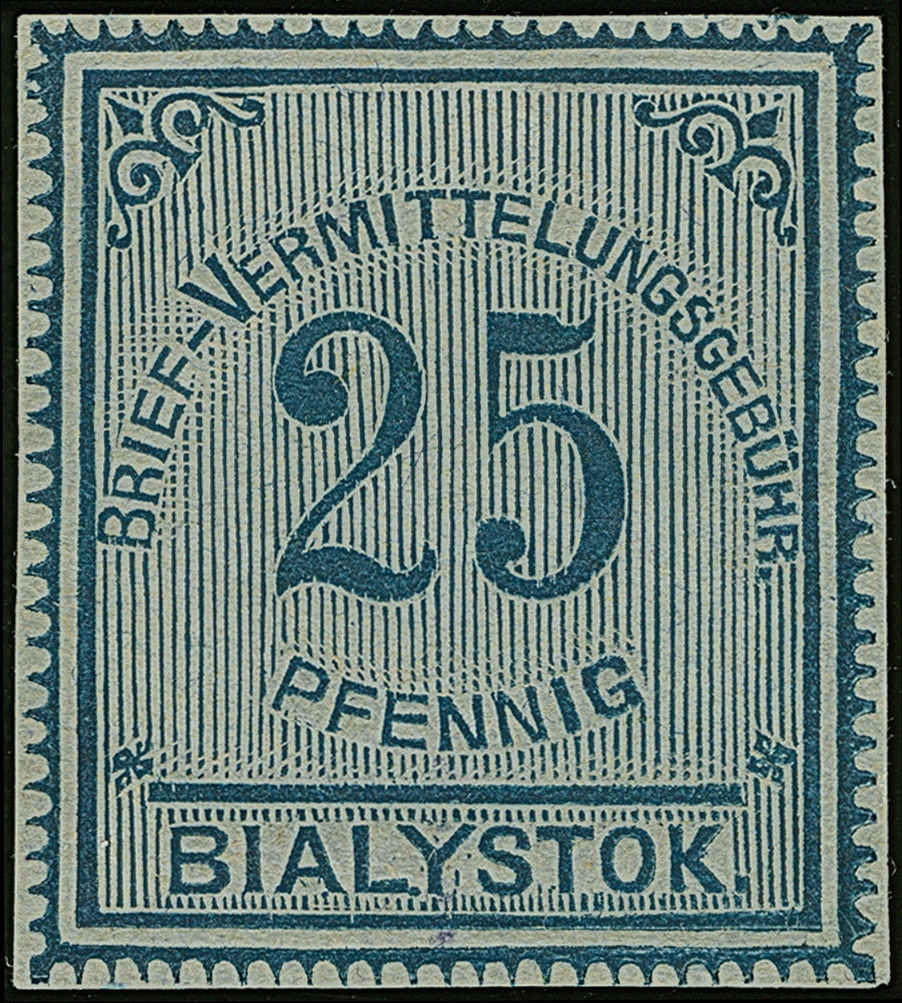 BRIEF-VERMITTELUNGSGEBÜHR.
25
PFENNIG
BIALYSTOK.